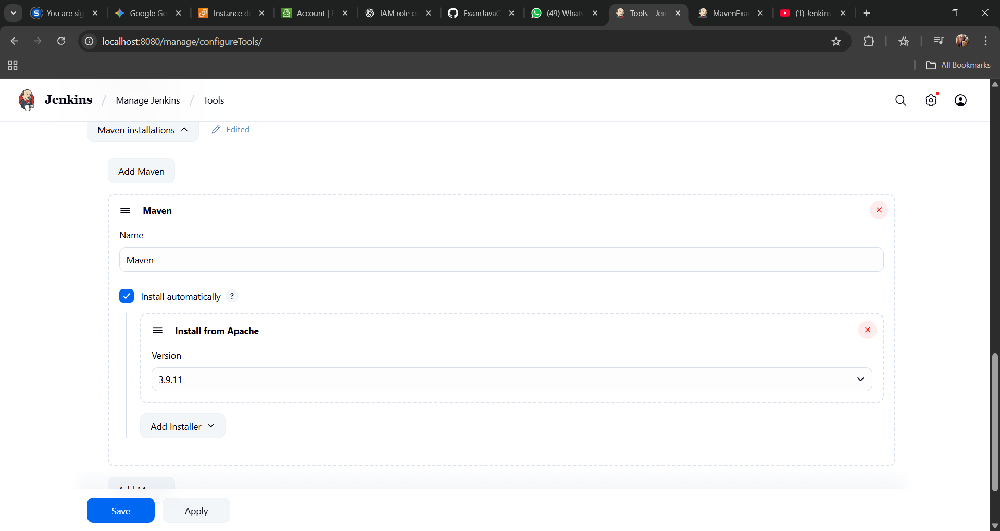 You are sig
Google Ge
Instance de
Account | E
IAM role e
ExamJavaC
(49) Whats
Tools - Jen
MavenExa
(1) Jenkins
localhost:8080/manage/configureTools/
All Bookmarks
Jenkins / Manage Jenkins / Tools
Maven installations Edited
Add Maven
Maven
Name
Maven
Install automatically ?
Install from Apache
Version
3.9.11
Add Installer
Save Apply